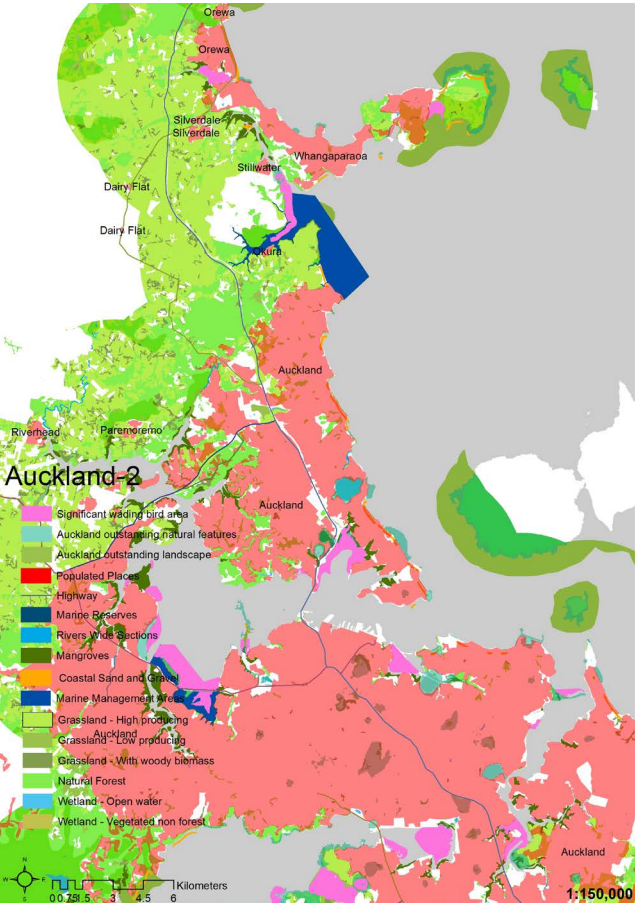 Orewa
Orewa
Silverdale
Silverdale
Whangaparaoa
Stillwater
Dairy Flat
Dairy Flat
Okura
Auckland
Riverhead
Paremoremo
Auckland-2
Auckland
Significant wading bird area
Auckland outstanding natural features
Auckland outstanding landscape
Populated Places
Highway
Marine Reserves
Rivers Wide Sections
Mangroves
Coastal Sand and Gravel
Marine Management Areas
Grassland - High producing
Auckland
Grassland - Low producing
Grassland - With woody biomass
Natural Forest
Wetland - Open water
Wetland - Vegetated non forest
Auckland
N
W E
S
Kilometers
0 0.75 1.5 3 4.5 6
1:150,000